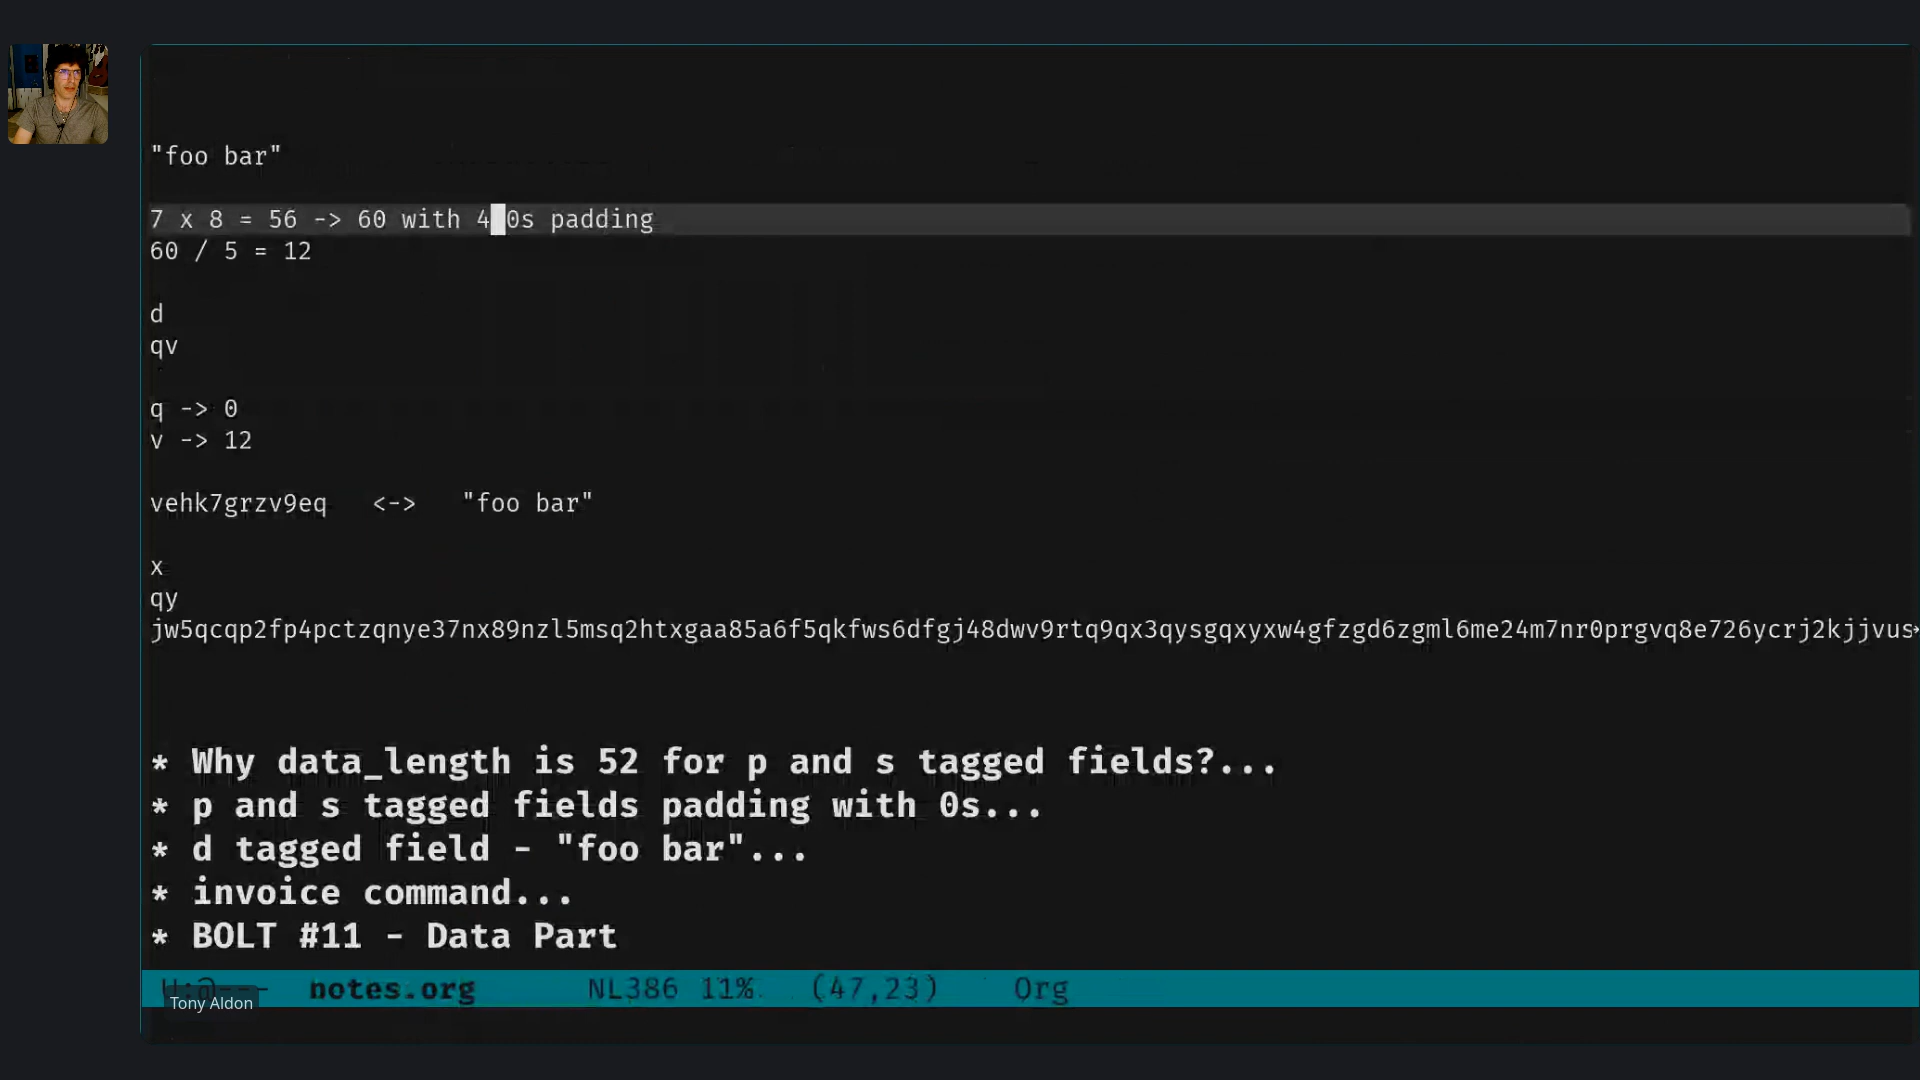 "foo bar"
7 x 8 = 56 -> 60 with 4 0s padding
60 / 5 = 12
d
qv
q -> 0
v -> 12
vehk7grzv9eq <-> "foo bar"
x
qy
jw5qcqp2fp4pctzqnye37nx89nzl5msq2htxgaa85a6f5qkfws6dfgj48dwv9rtq9qx3qysgqxyxw4gfzgd6zgml6me24m7nr0prgvq8e726ycrj2kjjvus
* Why data_length is 52 for p and s tagged fields?...
* p and s tagged fields padding with 0s...
* d tagged field - "foo bar"...
* invoice command...
* BOLT #11 - Data Part
notes.org NL386 11% (47,23) Org
Tony Aldon